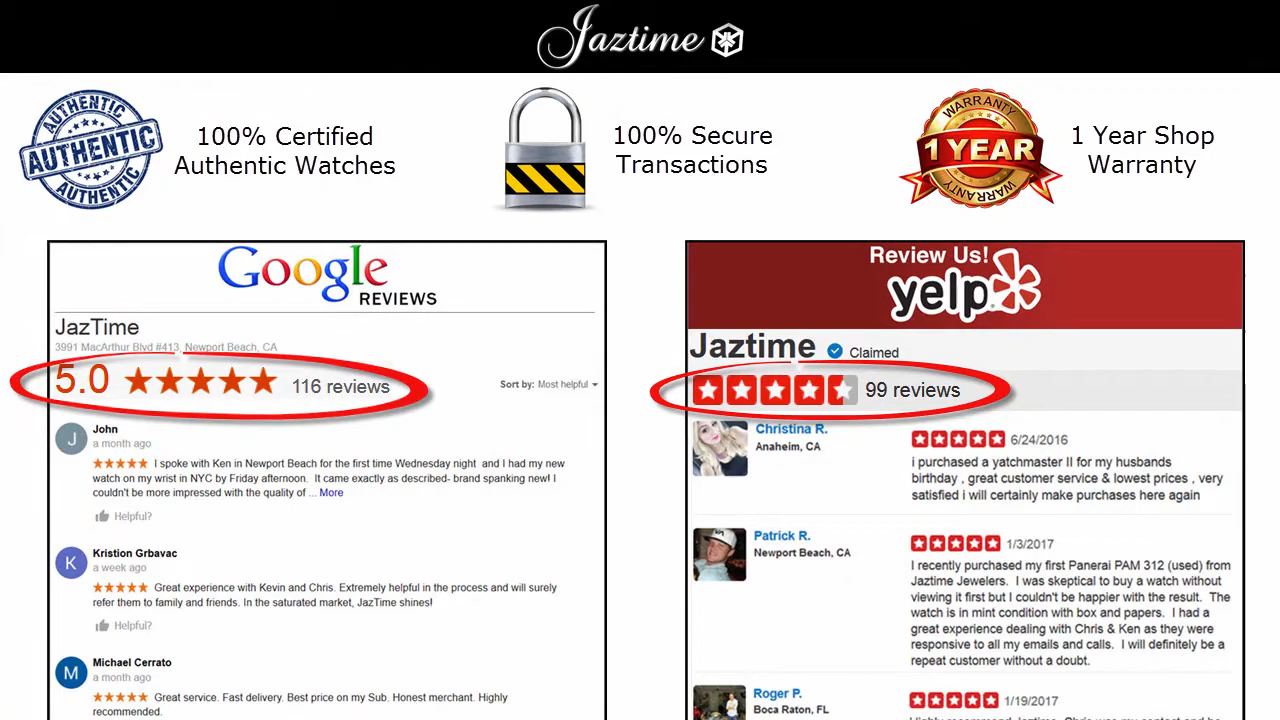 Jaztime
AUTHENTIC
AUTHENTIC
AUTHENTIC
100% Certified
Authentic Watches
100% Secure
Transactions
WARRANTY
1 YEAR
WARRANTY
1 Year Shop
Warranty
Google
REVIEWS
JazTime
3991 MacArthur Blvd #413, Newport Beach, CA
5.0 116 reviews
Sort by: Most helpful
J
John
a month ago
I spoke with Ken in Newport Beach for the first time Wednesday night and I had my new
watch on my wrist in NYC by Friday afternoon. It came exactly as described- brand spanking new! I
couldn't be more impressed with the quality of ... More
Helpful?
K
Kristion Grbavac
a week ago
Great experience with Kevin and Chris. Extremely helpful in the process and will surely
refer them to family and friends. In the saturated market, JazTime shines!
Helpful?
M
Michael Cerrato
a month ago
Great service. Fast delivery. Best price on my Sub. Honest merchant. Highly
recommended.
Review Us!
yelp
Jaztime Claimed
99 reviews
Christina R.
Anaheim, CA
6/24/2016
i purchased a yatchmaster II for my husbands
birthday , great customer service & lowest prices , very
satisfied i will certainly make purchases here again
Patrick R.
Newport Beach, CA
1/3/2017
I recently purchased my first Panerai PAM 312 (used) from
Jaztime Jewelers. I was skeptical to buy a watch without
viewing it first but I couldn't be happier with the result. The
watch is in mint condition with box and papers. I had a
great experience dealing with Chris & Ken as they were
responsive to all my emails and calls. I will definitely be a
repeat customer without a doubt.
Roger P.
Boca Raton, FL
1/19/2017